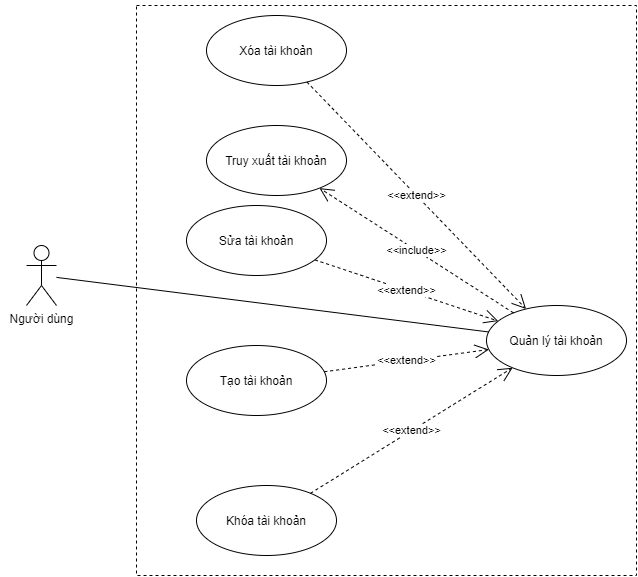 Xóa tài khoản
Truy xuất tài khoản
<<extend>>
Sửa tài khoản
<<include>>
<<extend>>
Người dùng
Quản lý tài khoản
<<extend>>
Tạo tài khoản
<<extend>>
Khóa tài khoản